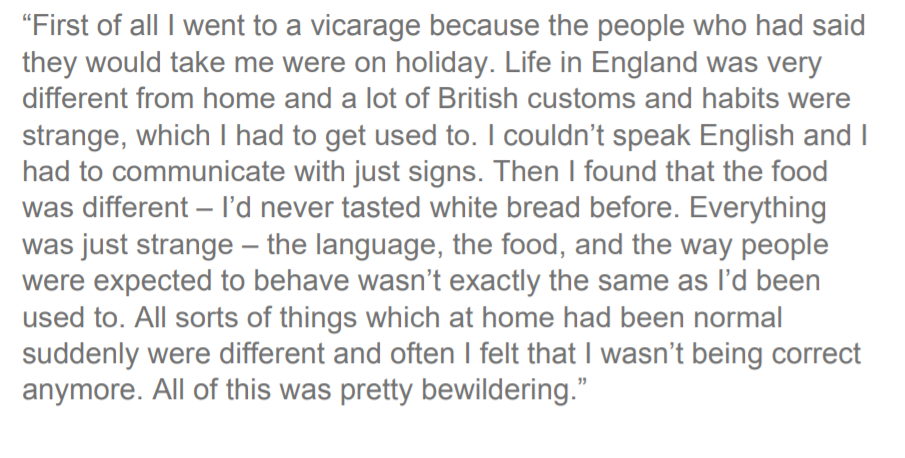 “First of all I went to a vicarage because the people who had said
they would take me were on holiday. Life in England was very
different from home and a lot of British customs and habits were
strange, which I had to get used to. I couldn’t speak English and I
had to communicate with just signs. Then I found that the food
was different – I’d never tasted white bread before. Everything
was just strange – the language, the food, and the way people
were expected to behave wasn’t exactly the same as I’d been
used to. All sorts of things which at home had been normal
suddenly were different and often I felt that I wasn’t being correct
anymore. All of this was pretty bewildering.”